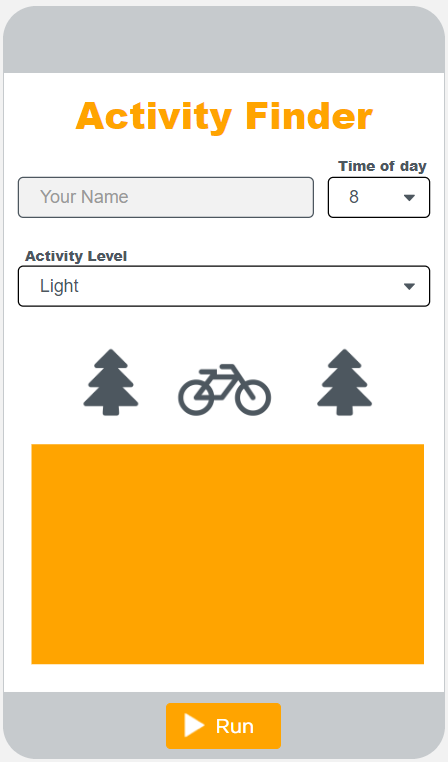 Activity Finder
Time of day
Your Name
8
Activity Level
Light
Run